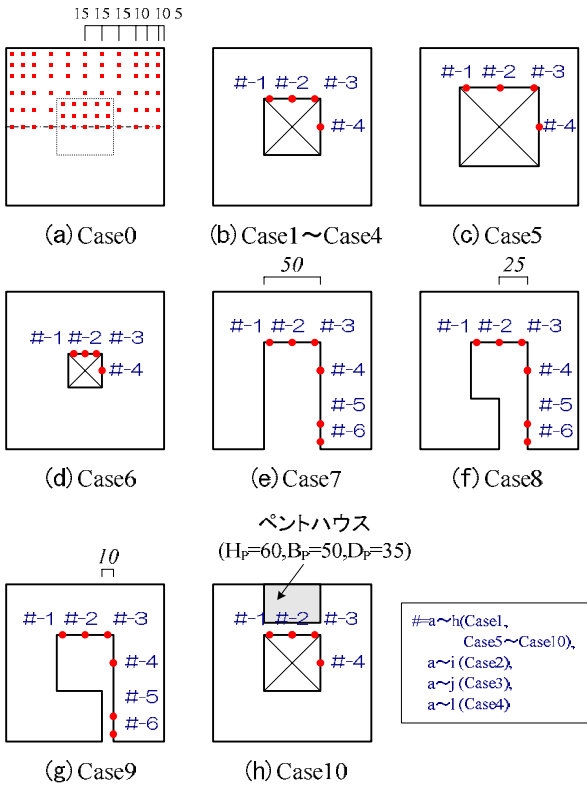 15 15 10 10 5
#-1 #-2 #-3
#-4
#-1 #-2 #-3
#-4
(a) Case0
(b) Case1～Case4
(c) Case5
50
25
#-1 #-2 #-3
#-4
#-1 #-2 #-3
#-4
#-5
#-6
#-1 #-2 #-3
#-4
#-5
#-6
(d) Case6
(e) Case7
(f) Case8
10
ペントハウス
(HP=60,BP=50,DP=35)
#-1 #-2 #-3
#-4
#-5
#-6
#-1 #-2 #-3
#-4
#=a～h(Case1,
Case5～Case10),
a～i(Case2),
a～j(Case3),
a～l(Case4)
(g) Case9
(h) Case10